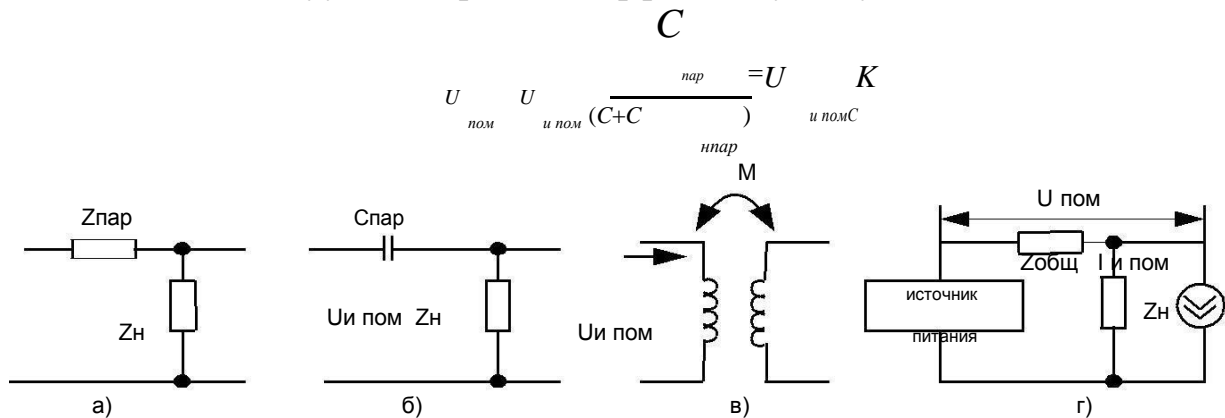 C
пар =U K
U U (C+C )
пом и пом и помC
нпар
M
Zпар
Cпар
U пом
Zобщ I и пом
источник
питания
Zн
Uи пом Zн
Uи пом
Zн
а) б) в) г)